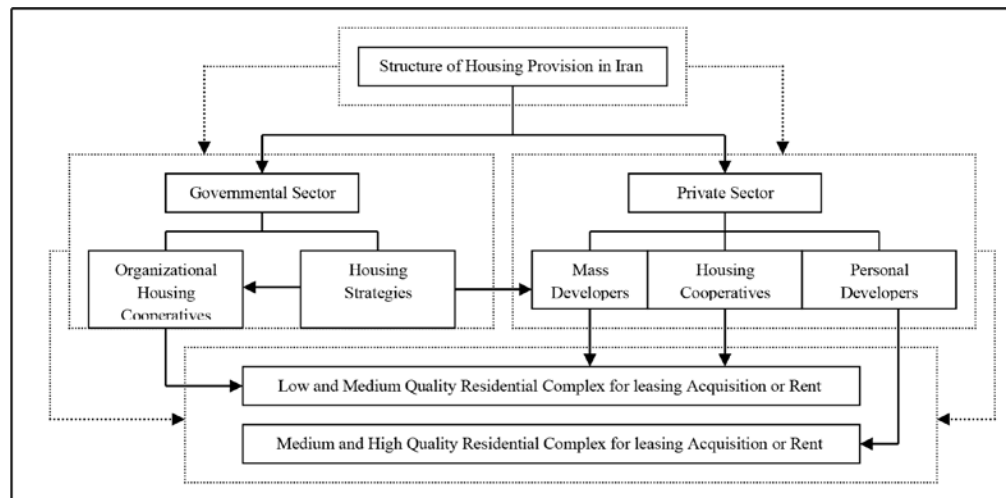 Structure of Housing Provision in Iran
Governmental Sector
Private Sector
Organizational
Housing
Cooperatives
Housing
Strategies
Mass
Developers
Housing
Cooperatives
Personal
Developers
Low and Medium Quality Residential Complex for leasing Acquisition or Rent
Medium and High Quality Residential Complex for leasing Acquisition or Rent